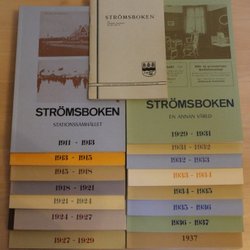 STRÖMSBOKEN
STRÖMSBOKEN
STATIONSSAMHÄLLET
1911 - 1913
1913 - 1915
1915 - 1918
1918 - 1921
1921 - 1924
1924 - 1927
1927 - 1929
STRÖMSBOKEN
EN ANNAN VÄRLD
1929 - 1931
1931 - 1932
1932 - 1933
1933 - 1934
1934 - 1935
1935 - 1936
1936 - 1937
1937